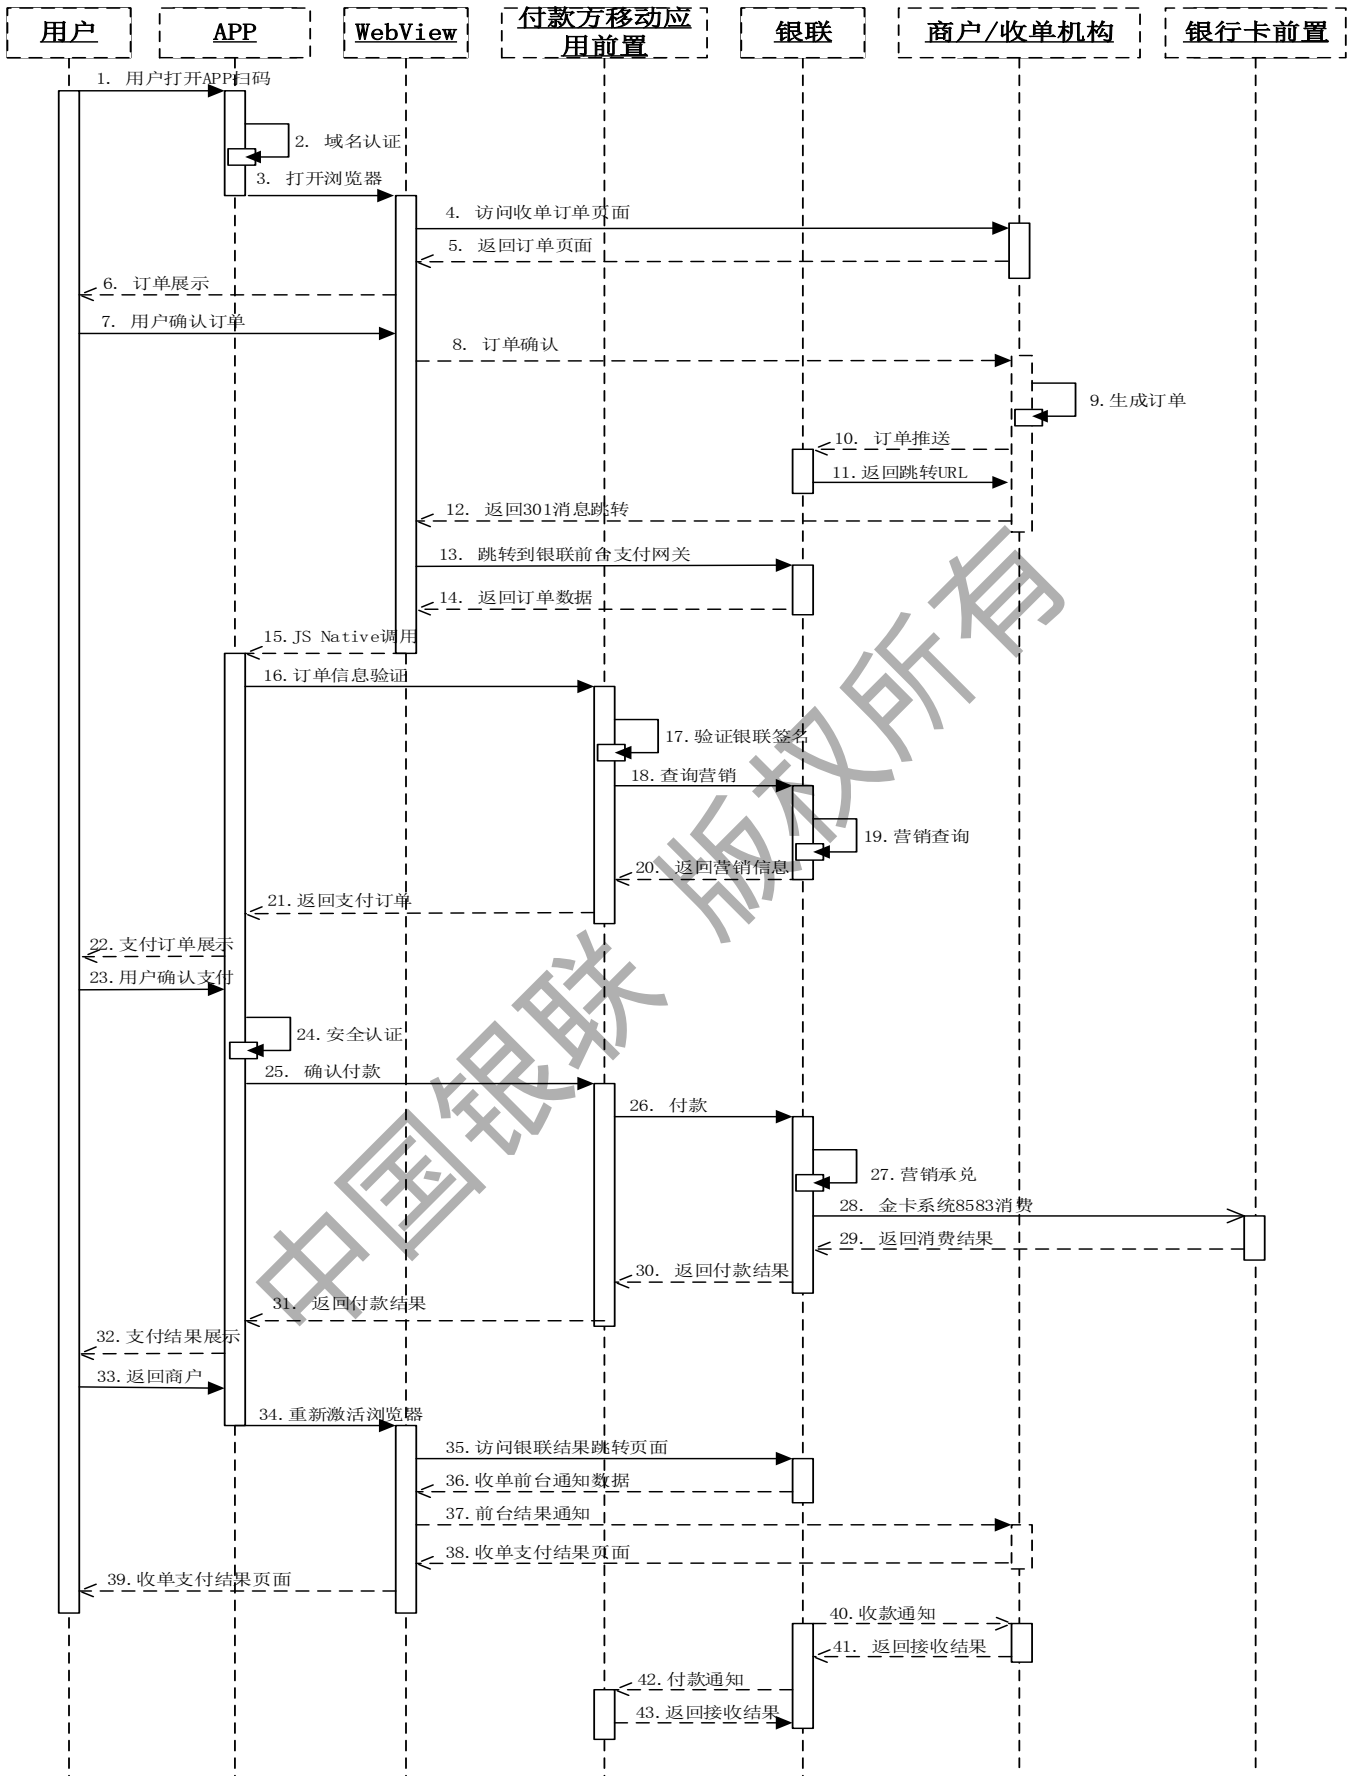 用户
APP
WebView
付款方移动应
用前置
银联
商户/收单机构
银行卡前置
1. 用户打开APP扫码
2. 域名认证
3. 打开浏览器
4. 访问收单订单页面
5. 返回订单页面
6. 订单展示
7. 用户确认订单
8. 订单确认
9.生成订单
10. 订单推送
11.返回跳转URL
12. 返回301消息跳转
13. 跳转到银联前台支付网关
14. 返回订单数据
15.JS Native调用
16.订单信息验证
17.验证银联签名
18.查询营销
19.营销查询
20. 返回营销信息
21.返回支付订单
22.支付订单展示
23.用户确认支付
24.安全认证
25. 确认付款
26. 付款
27.营销承兑
28. 金卡系统8583消费
29. 返回消费结果
30. 返回付款结果
31. 返回付款结果
32.支付结果展示
33.返回商户
34.重新激活浏览器
35.访问银联结果跳转页面
36.收单前台通知数据
37.前台结果通知
38.收单支付结果页面
39.收单支付结果页面
40.收款通知
41. 返回接收结果
42.付款通知
43.返回接收结果
中国银联 版权所有